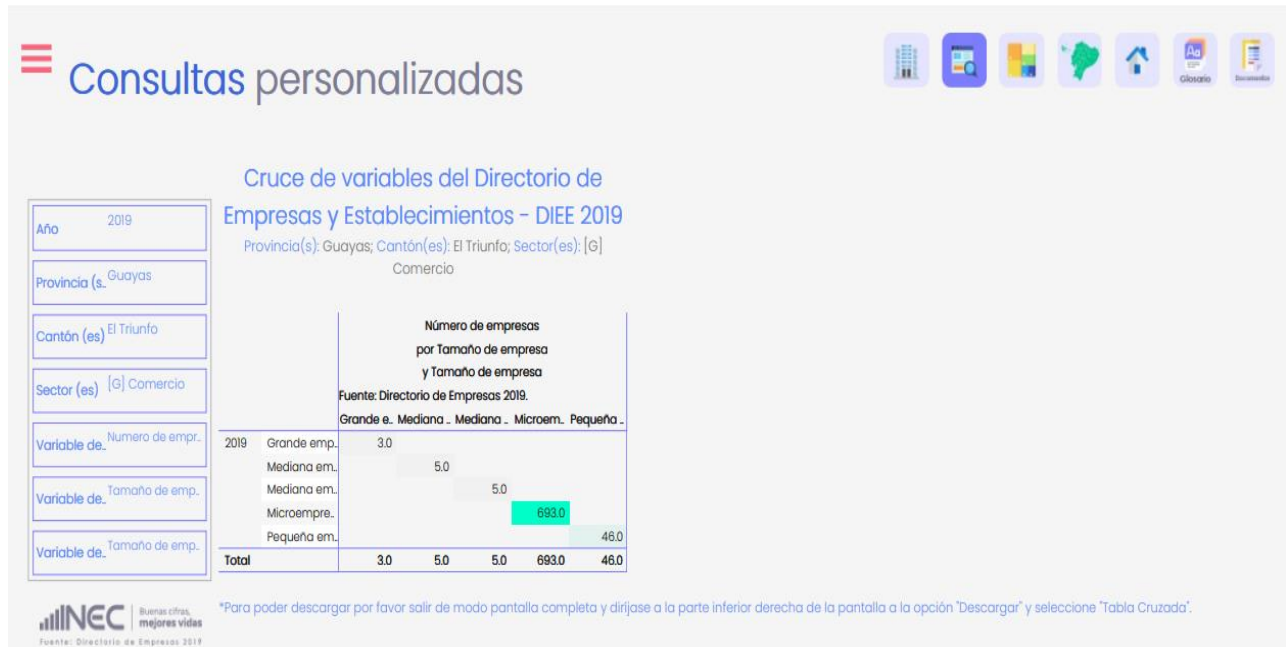 Consultas personalizadas
Aa
Glosario
Documentos
Cruce de variables del Directorio de
Empresas y Establecimientos - DIEE 2019
Provincia(s): Guayas; Cantón(es): El Triunfo; Sector(es): [G]
Comercio
Año 2019
Provincia (s.. Guayas
Cantón (es) El Triunfo
Sector (es) [G] Comercio
Variable de.. Numero de empr..
Variable de.. Tamaño de emp..
Variable de.. Tamaño de emp..
Número de empresas
por Tamaño de empresa
y Tamaño de empresa
Fuente: Directorio de Empresas 2019.
Grande e.. Mediana .. Mediana .. Microem.. Pequeña ..
2019 Grande emp.. 3.0
Mediana em.. 5.0
Mediana em.. 5.0
Microempre.. 693.0
Pequeña em.. 46.0
Total 3.0 5.0 5.0 693.0 46.0
INEC Buenas cifras,
mejores vidas
Fuente: Directorio de Empresas 2019
*Para poder descargar por favor salir de modo pantalla completa y diríjase a la parte inferior derecha de la pantalla a la opción "Descargar" y seleccione "Tabla Cruzada".